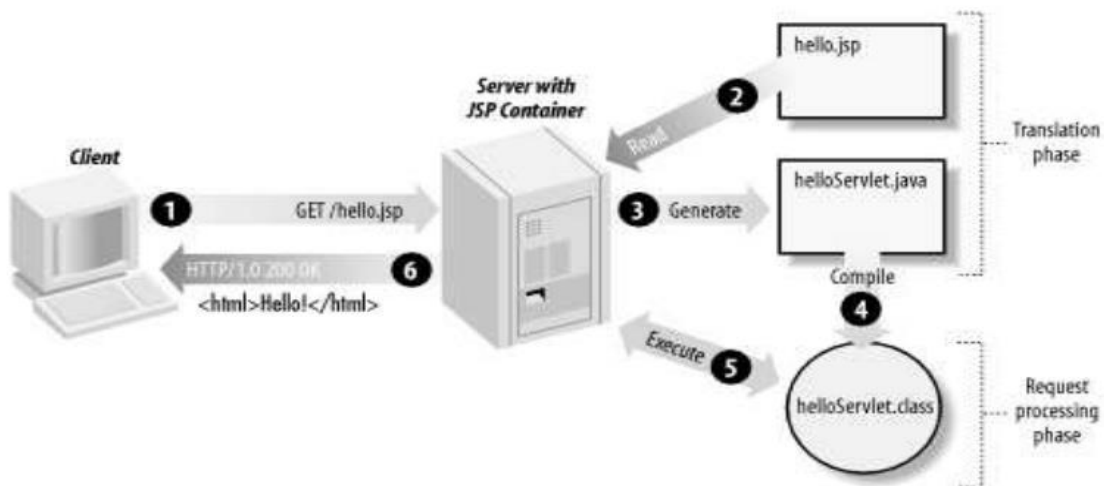 hello.jsp
Server with
JSP Container
2
Read
Translation
phase
Client
helloServlet.java
1
GET /hello.jsp
3
Generate
HTTP/1.0 200 OK
6
<html>Hello!</html>
Compile
4
Execute
5
helloServlet.class
Request
processing
phase